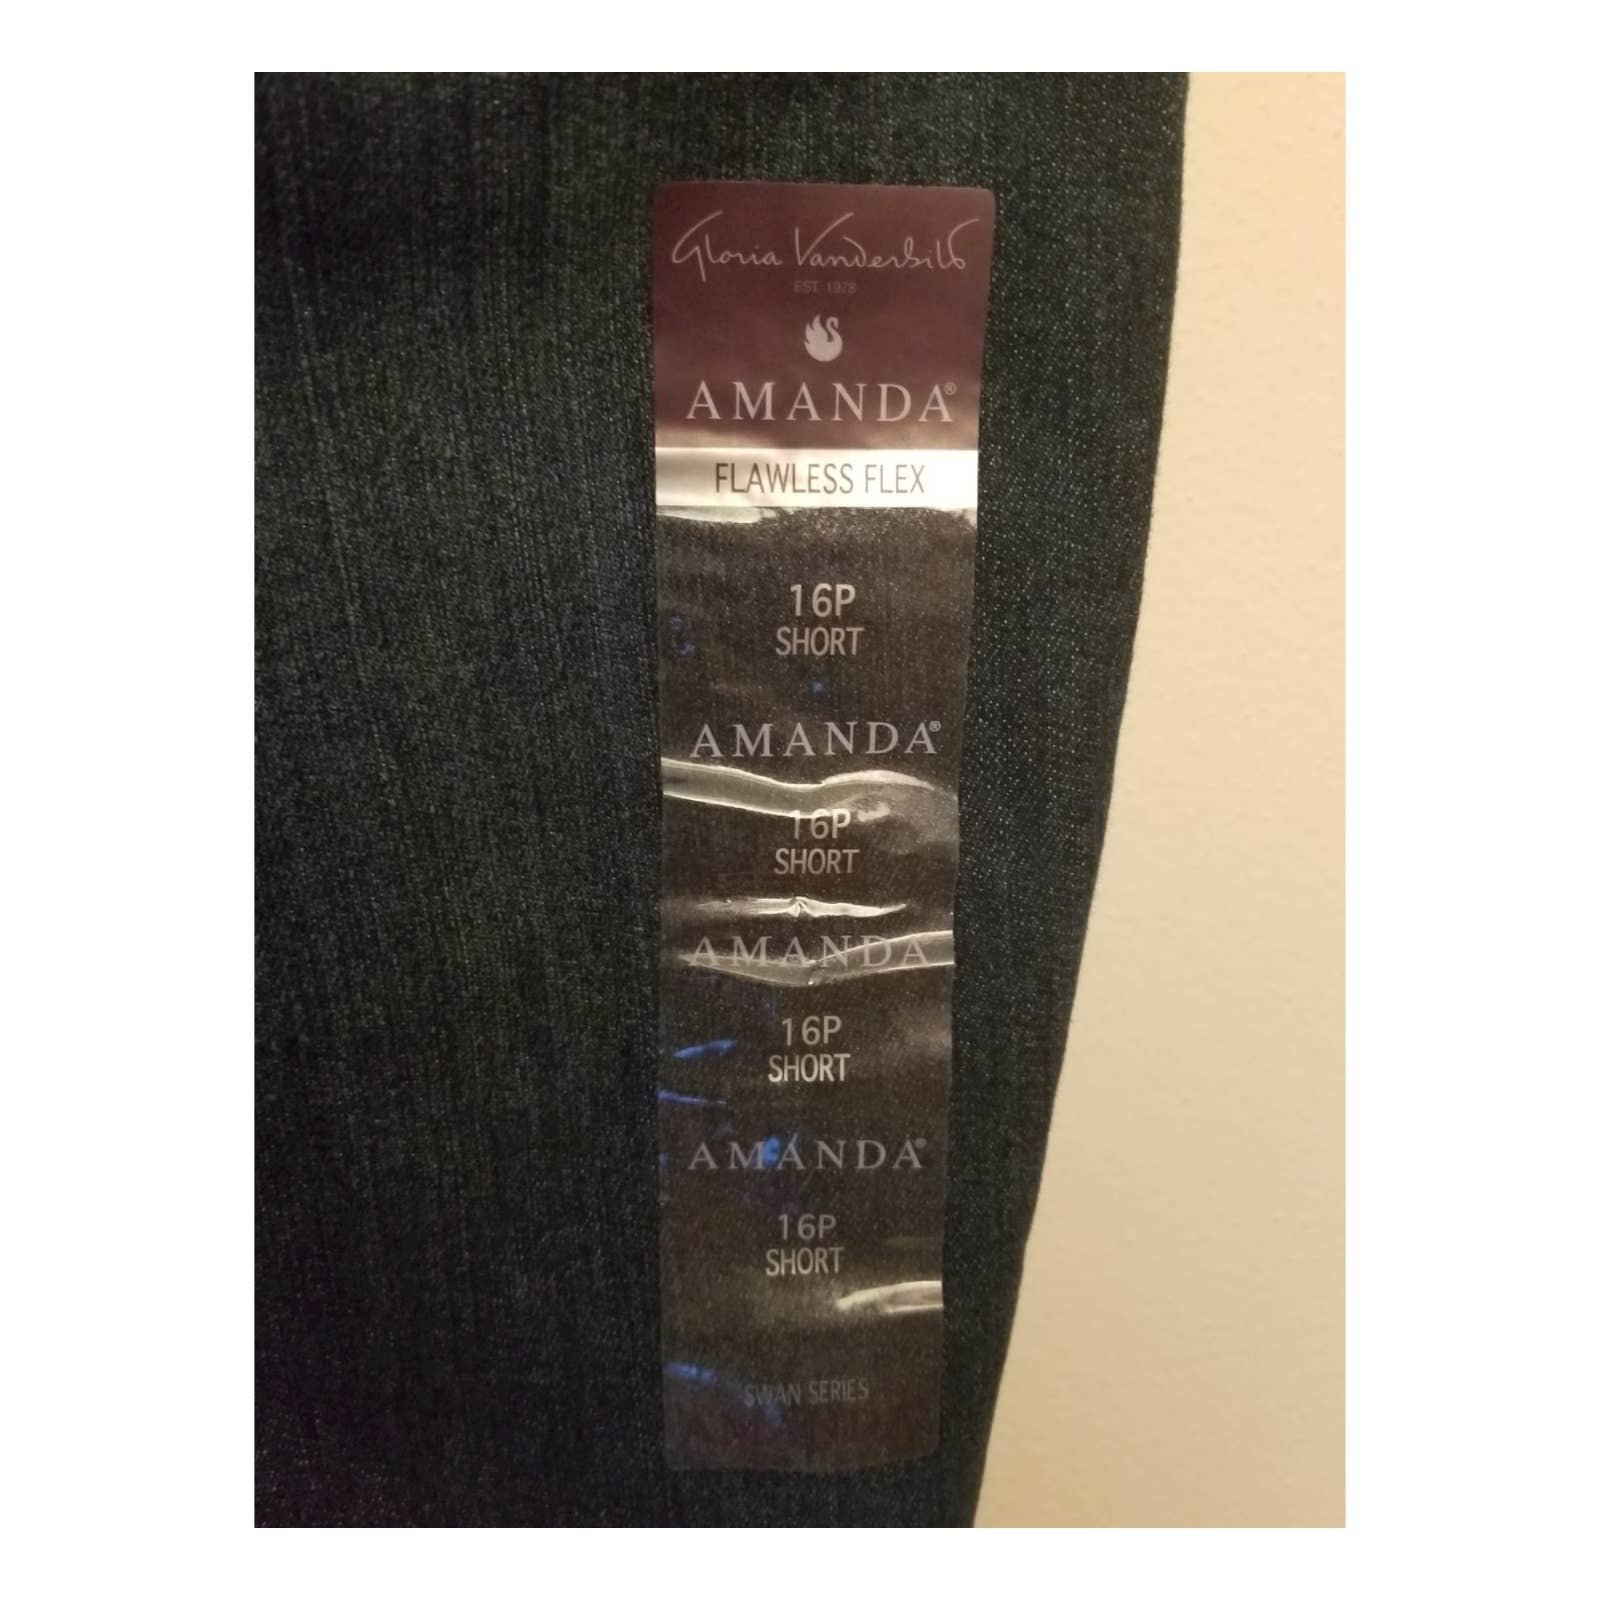 Gloria Vanderbilt
EST. 1978
AMANDA®
FLAWLESS FLEX
16P
SHORT
AMANDA®
16P
SHORT
AMANDA
16P
SHORT
AMANDA®
16P
SHORT
SWAN SERIES